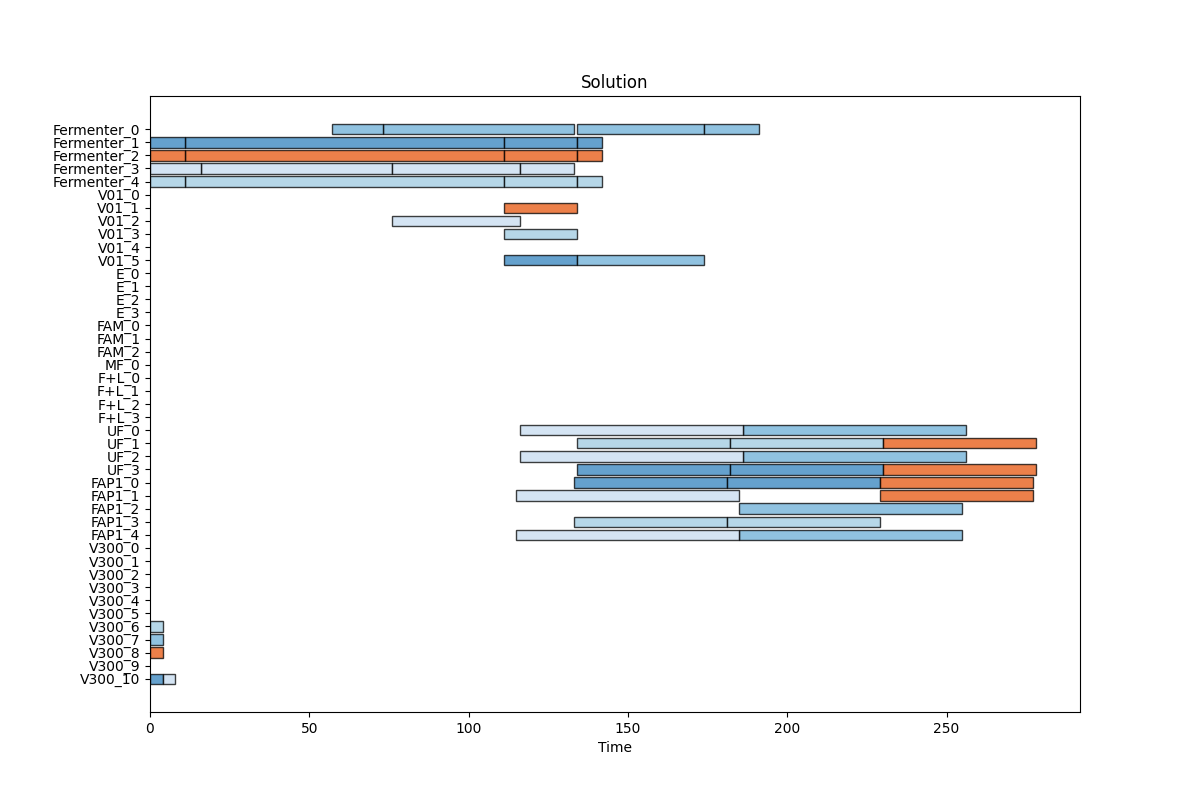 Solution
Fermenter_0
Fermenter_1
Fermenter_2
Fermenter_3
Fermenter_4
V01_0
V01_1
V01_2
V01_3
V01_4
V01_5
E_0
E_1
E_2
E_3
FAM_0
FAM_1
FAM_2
MF_0
F+L_0
F+L_1
F+L_2
F+L_3
UF_0
UF_1
UF_2
UF_3
FAP1_0
FAP1_1
FAP1_2
FAP1_3
FAP1_4
V300_0
V300_1
V300_2
V300_3
V300_4
V300_5
V300_6
V300_7
V300_8
V300_9
V300_10
0 50 100 150 200 250
Time